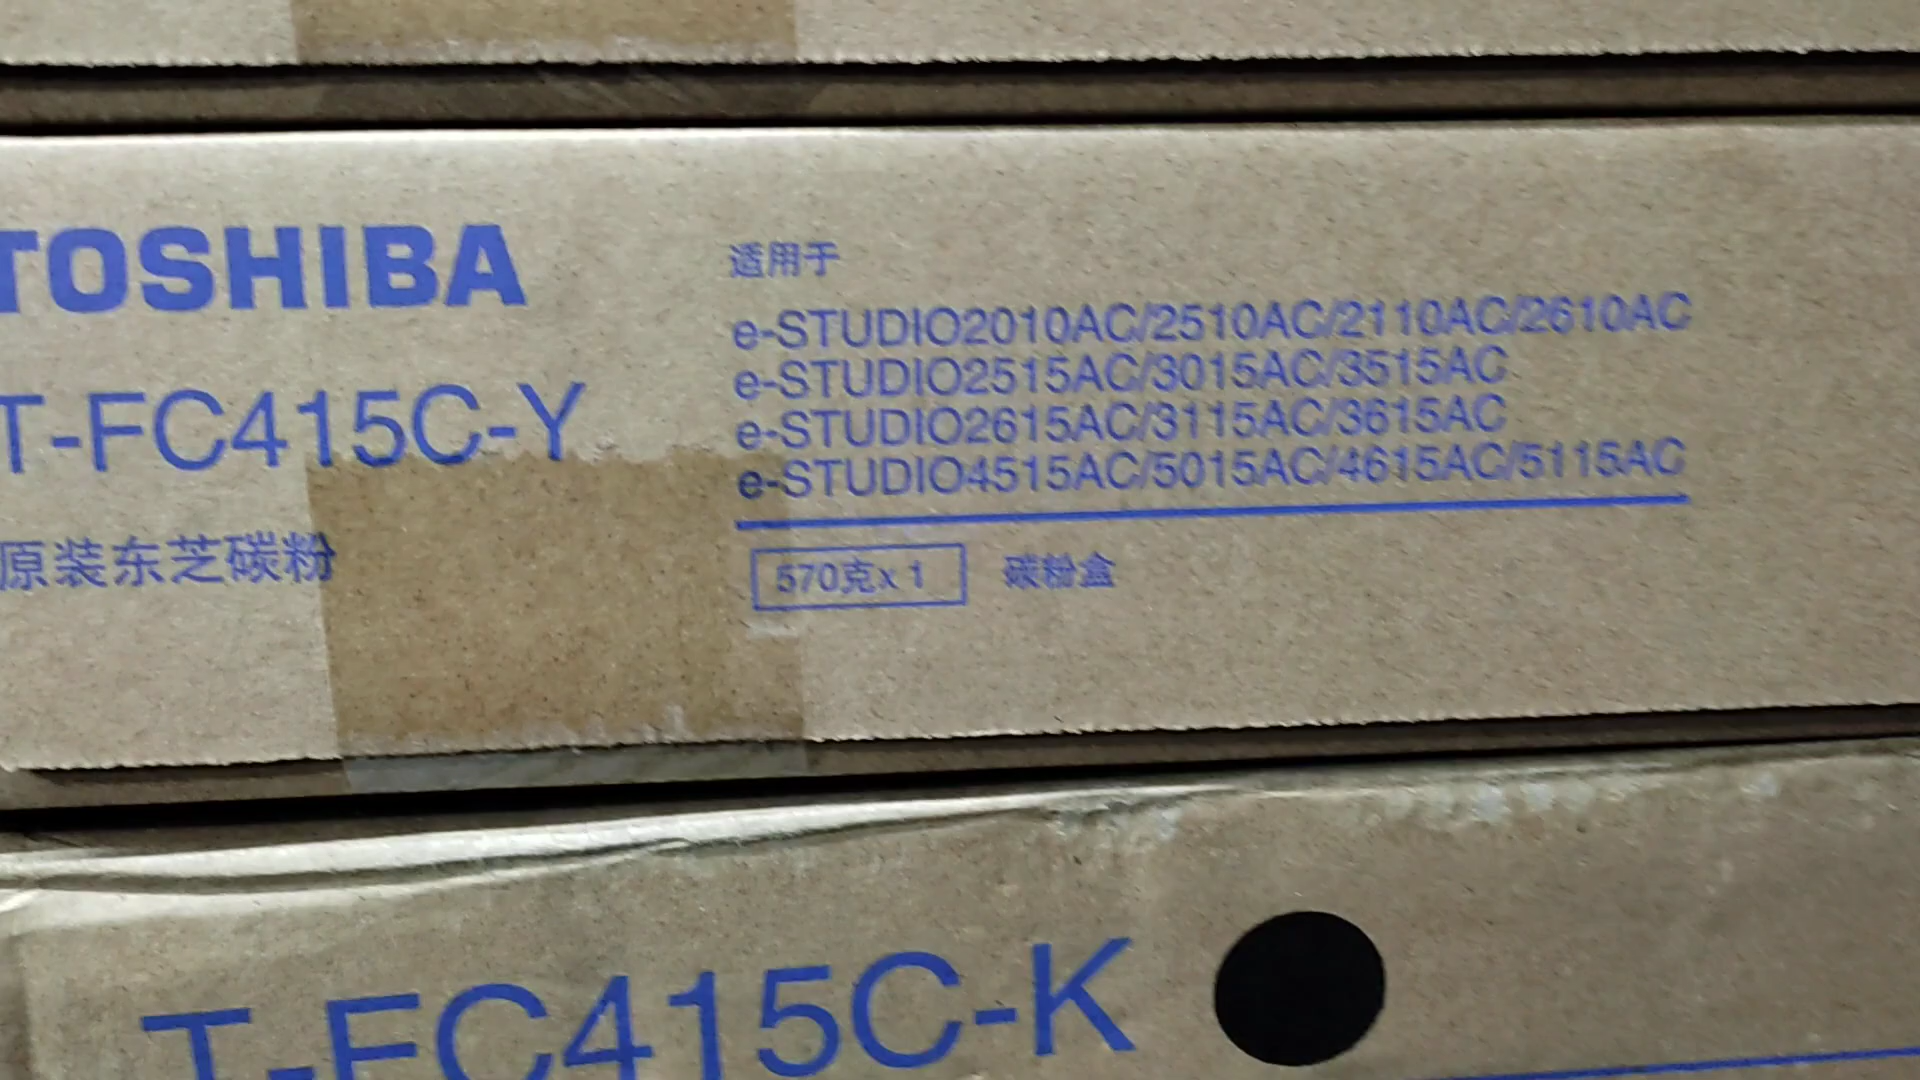 TOSHIBA
T-FC415C-Y
原装东芝碳粉
适用于
e-STUDIO2010AC/2510AC/2110AC/2610AC
e-STUDIO2515AC/3015AC/3515AC
e-STUDIO2615AC/3115AC/3615AC
e-STUDIO4515AC/5015AC/4615AC/5115AC
570克x1 碳粉盒
T-FC415C-K